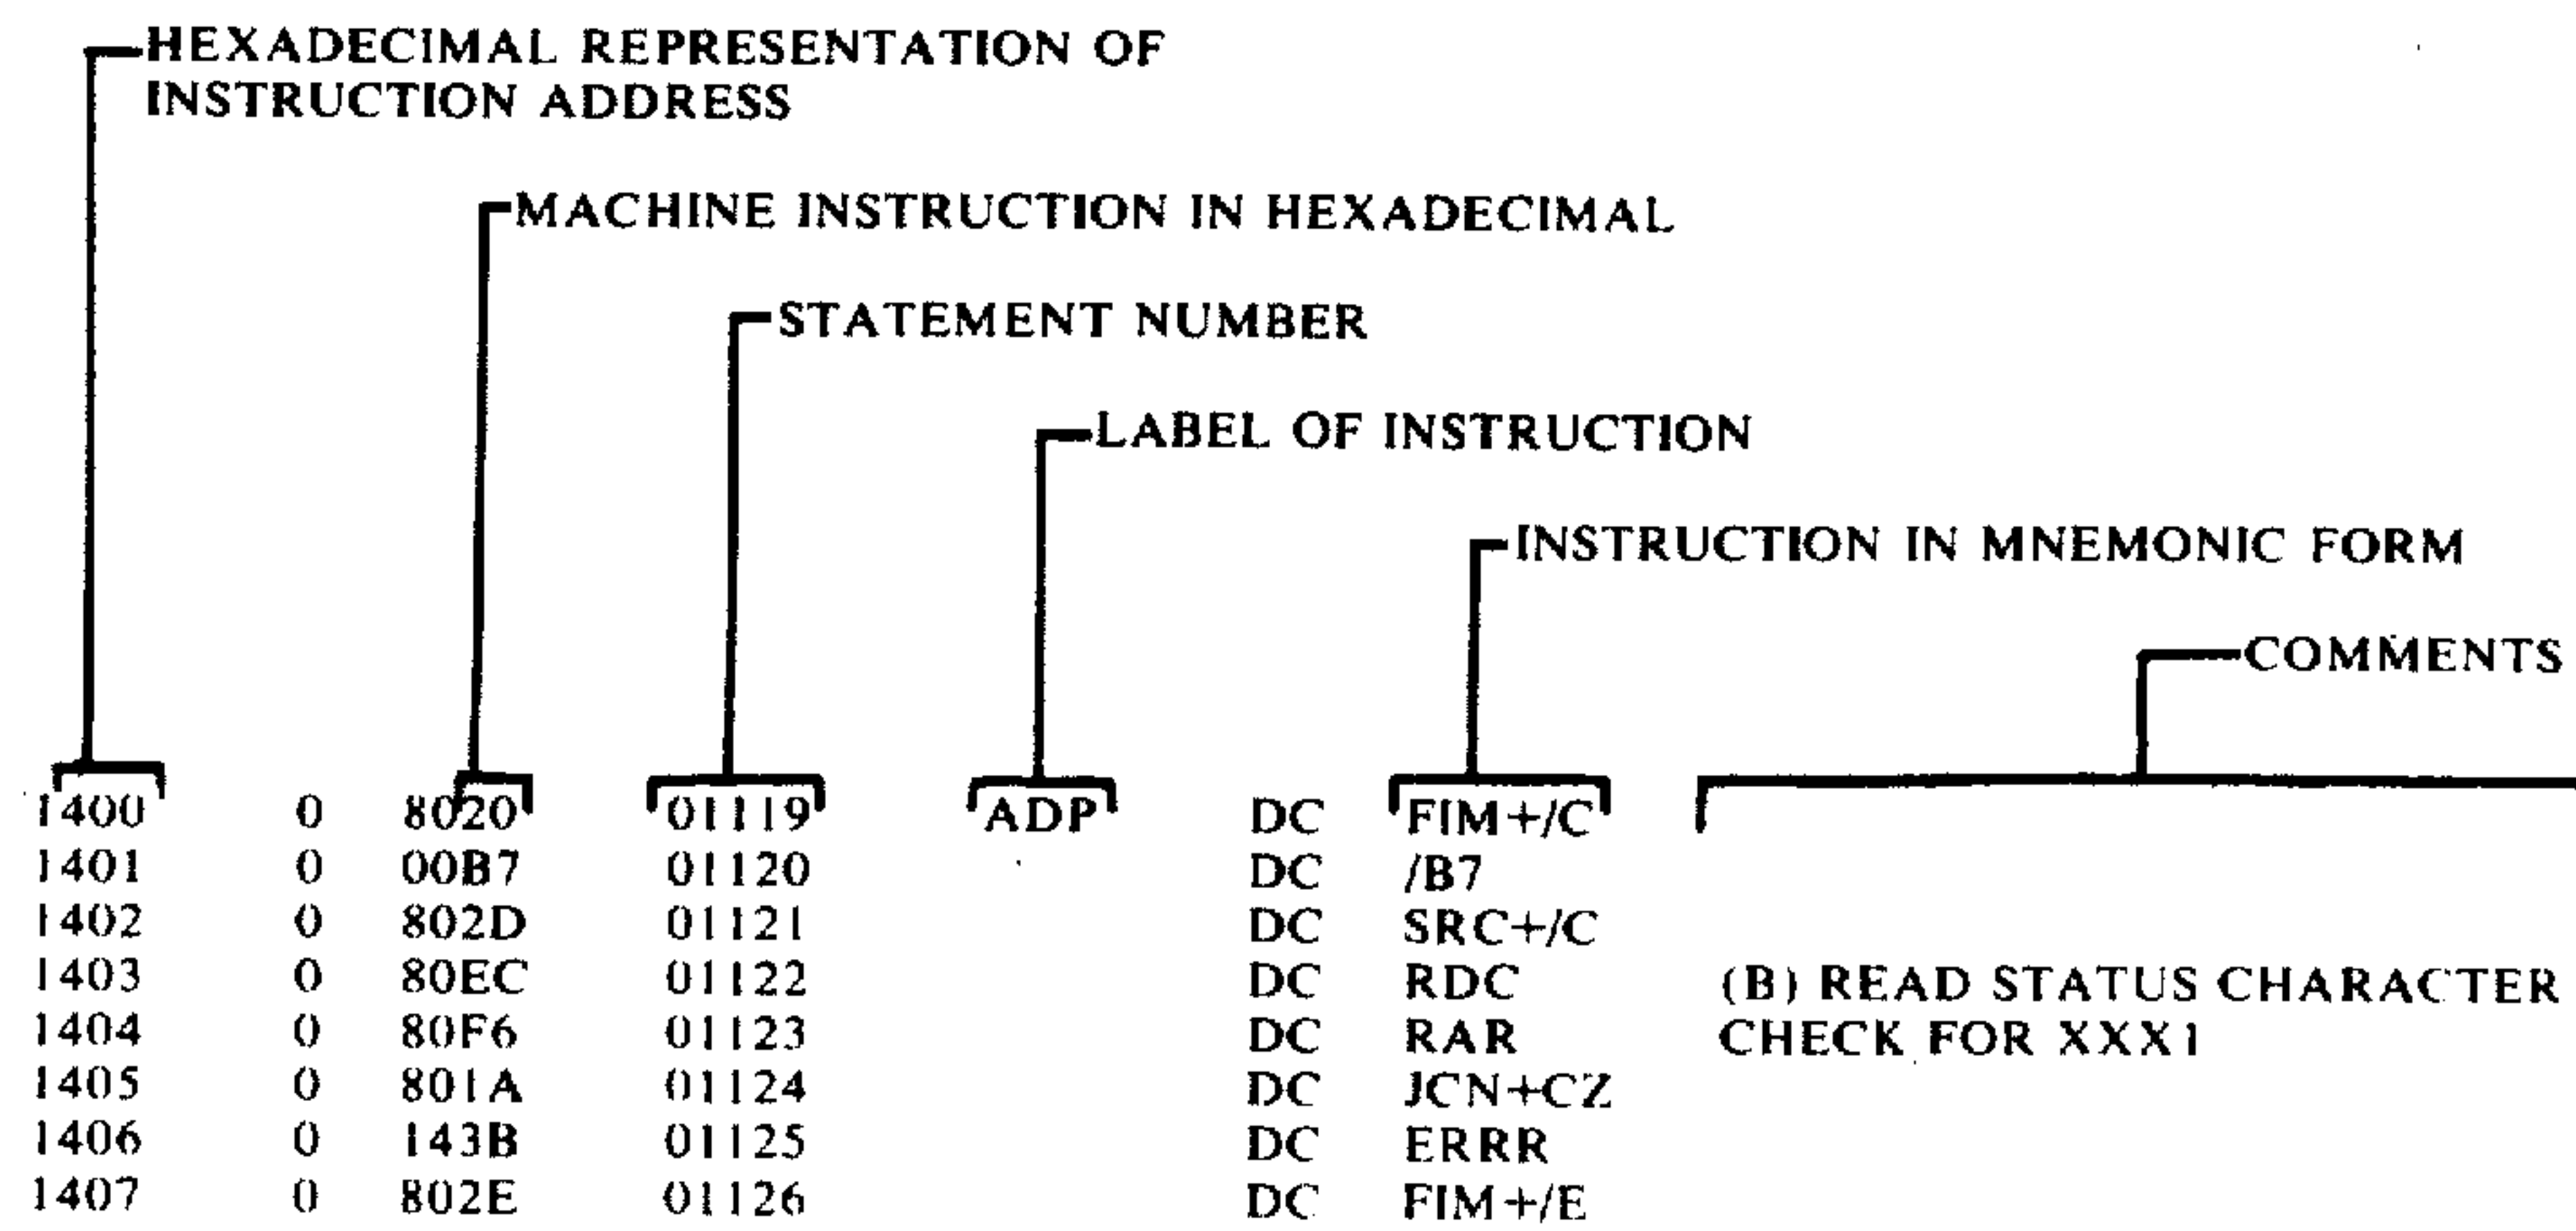 HEXADECIMAL REPRESENTATION OF
INSTRUCTION ADDRESS
MACHINE INSTRUCTION IN HEXADECIMAL
STATEMENT NUMBER
LABEL OF INSTRUCTION
INSTRUCTION IN MNEMONIC FORM
COMMENTS
1400 0 8020 01119 ADP DC FIM+/C
1401 0 00B7 01120 DC /B7
1402 0 802D 01121 DC SRC+/C
1403 0 80EC 01122 DC RDC (B) READ STATUS CHARACTER
1404 0 80F6 01123 DC RAR CHECK FOR XXX1
1405 0 801A 01124 DC JCN+CZ
1406 0 143B 01125 DC ERRR
1407 0 802E 01126 DC FIM+/E